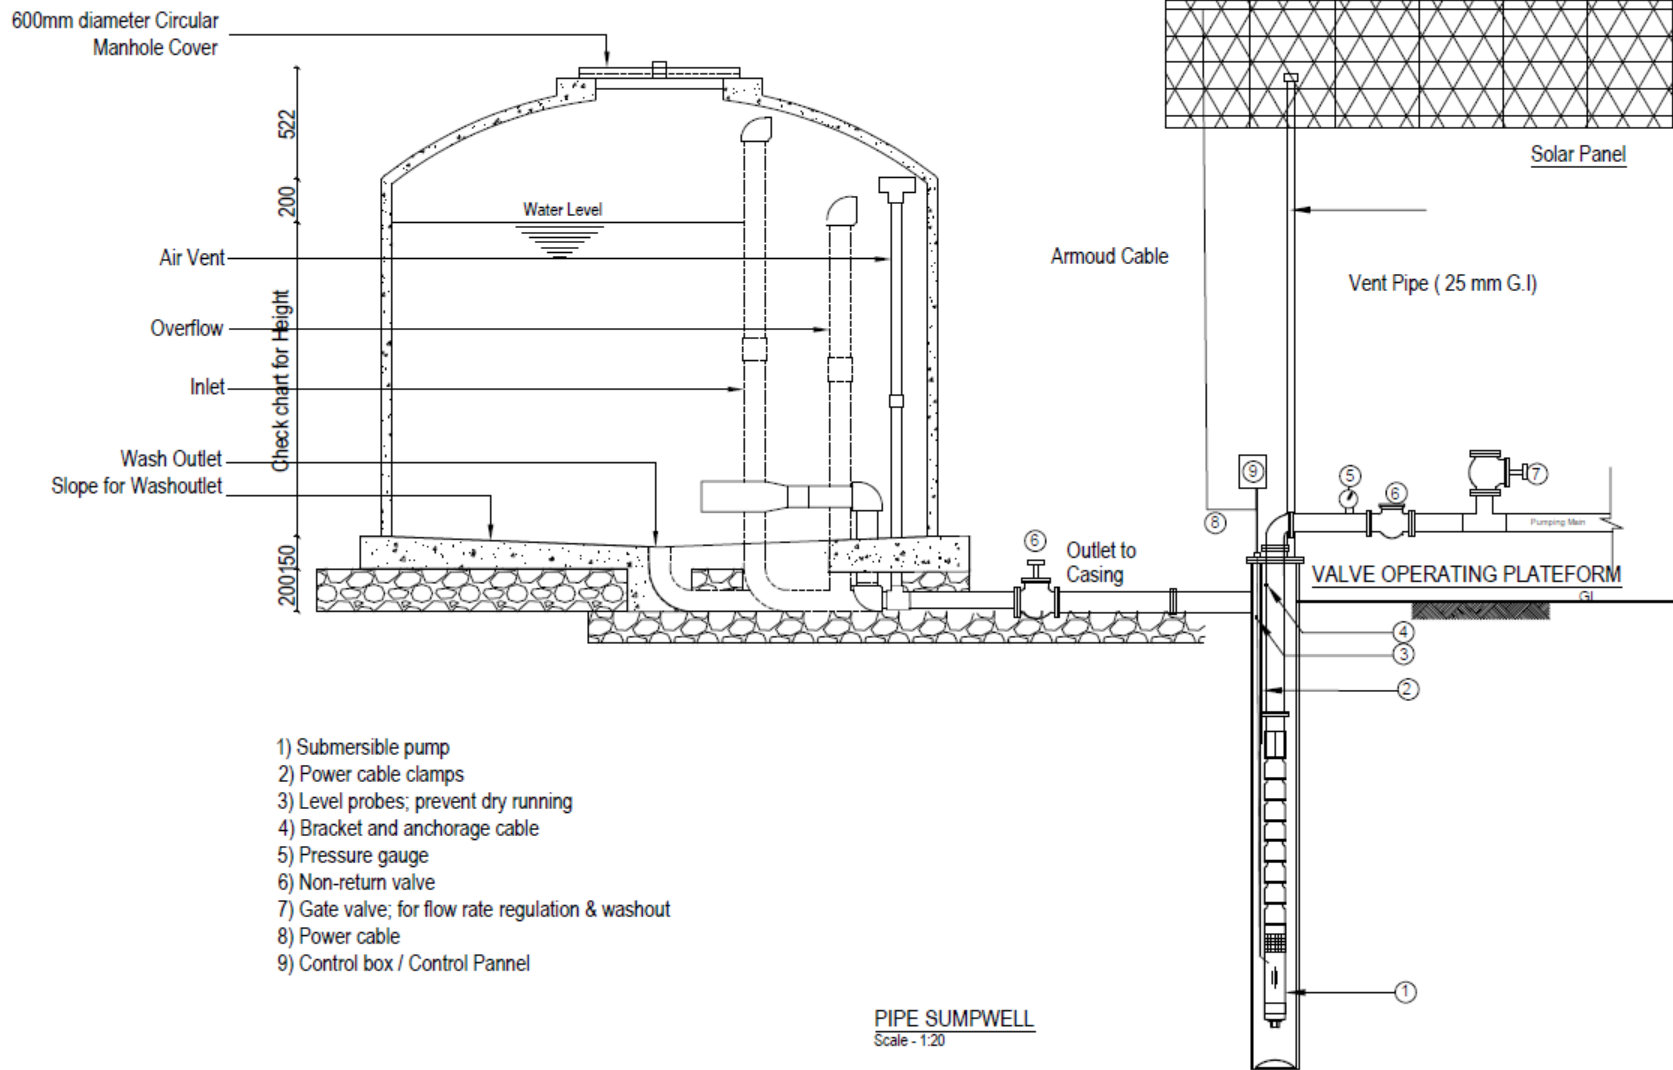 600mm diameter Circular
Manhole Cover
522
200
Water Level
Air Vent
Overflow
Check chart for Height
Inlet
Wash Outlet
Slope for Washoutlet
150
200
Solar Panel
Armoud Cable
Vent Pipe ( 25 mm G.I)
9
5
6
7
8
Pumping Main
6
Outlet to
Casing
VALVE OPERATING PLATEFORM
GI
4
3
2
1
1) Submersible pump
2) Power cable clamps
3) Level probes; prevent dry running
4) Bracket and anchorage cable
5) Pressure gauge
6) Non-return valve
7) Gate valve; for flow rate regulation & washout
8) Power cable
9) Control box / Control Pannel
PIPE SUMPWELL
Scale - 1:20